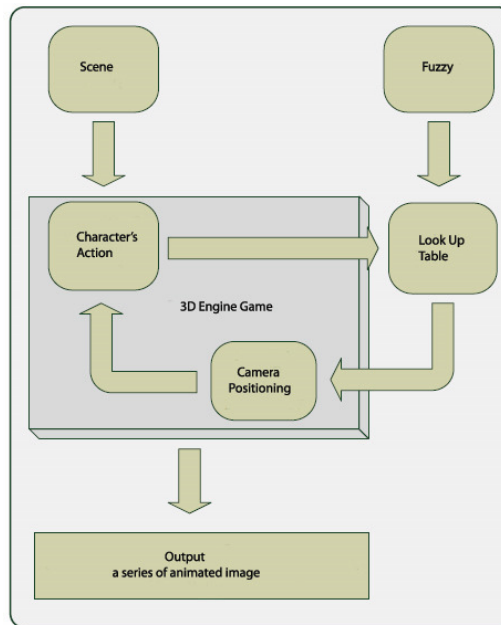 Scene
Fuzzy
Character's
Action
Look Up
Table
3D Engine Game
Camera
Positioning
Output
a series of animated image